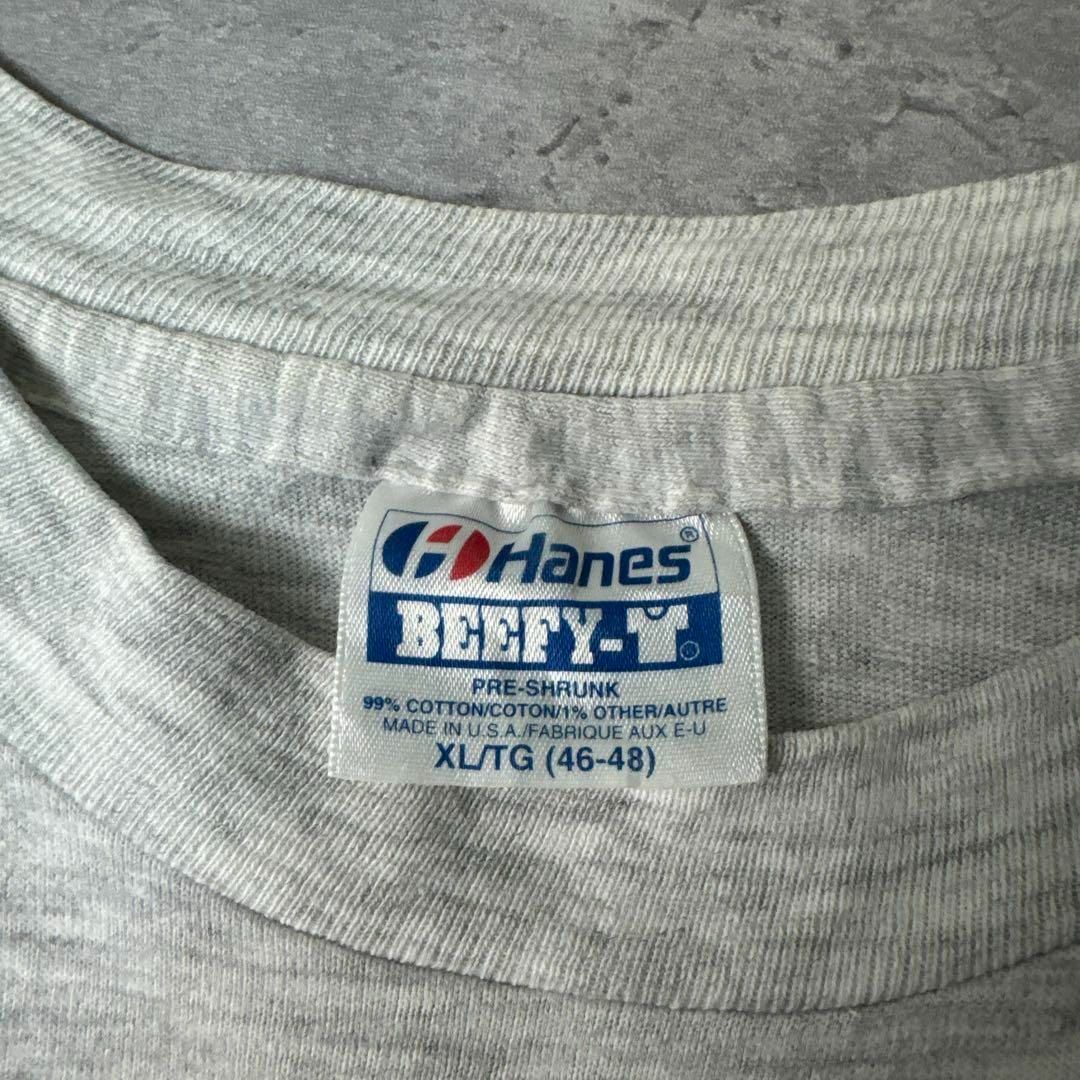 Hanes®
BEEFY-T®
PRE-SHRUNK
99% COTTON/COTON/1% OTHER/AUTRE
MADE IN U.S.A./FABRIQUE AUX E-U
XL/TG (46-48)